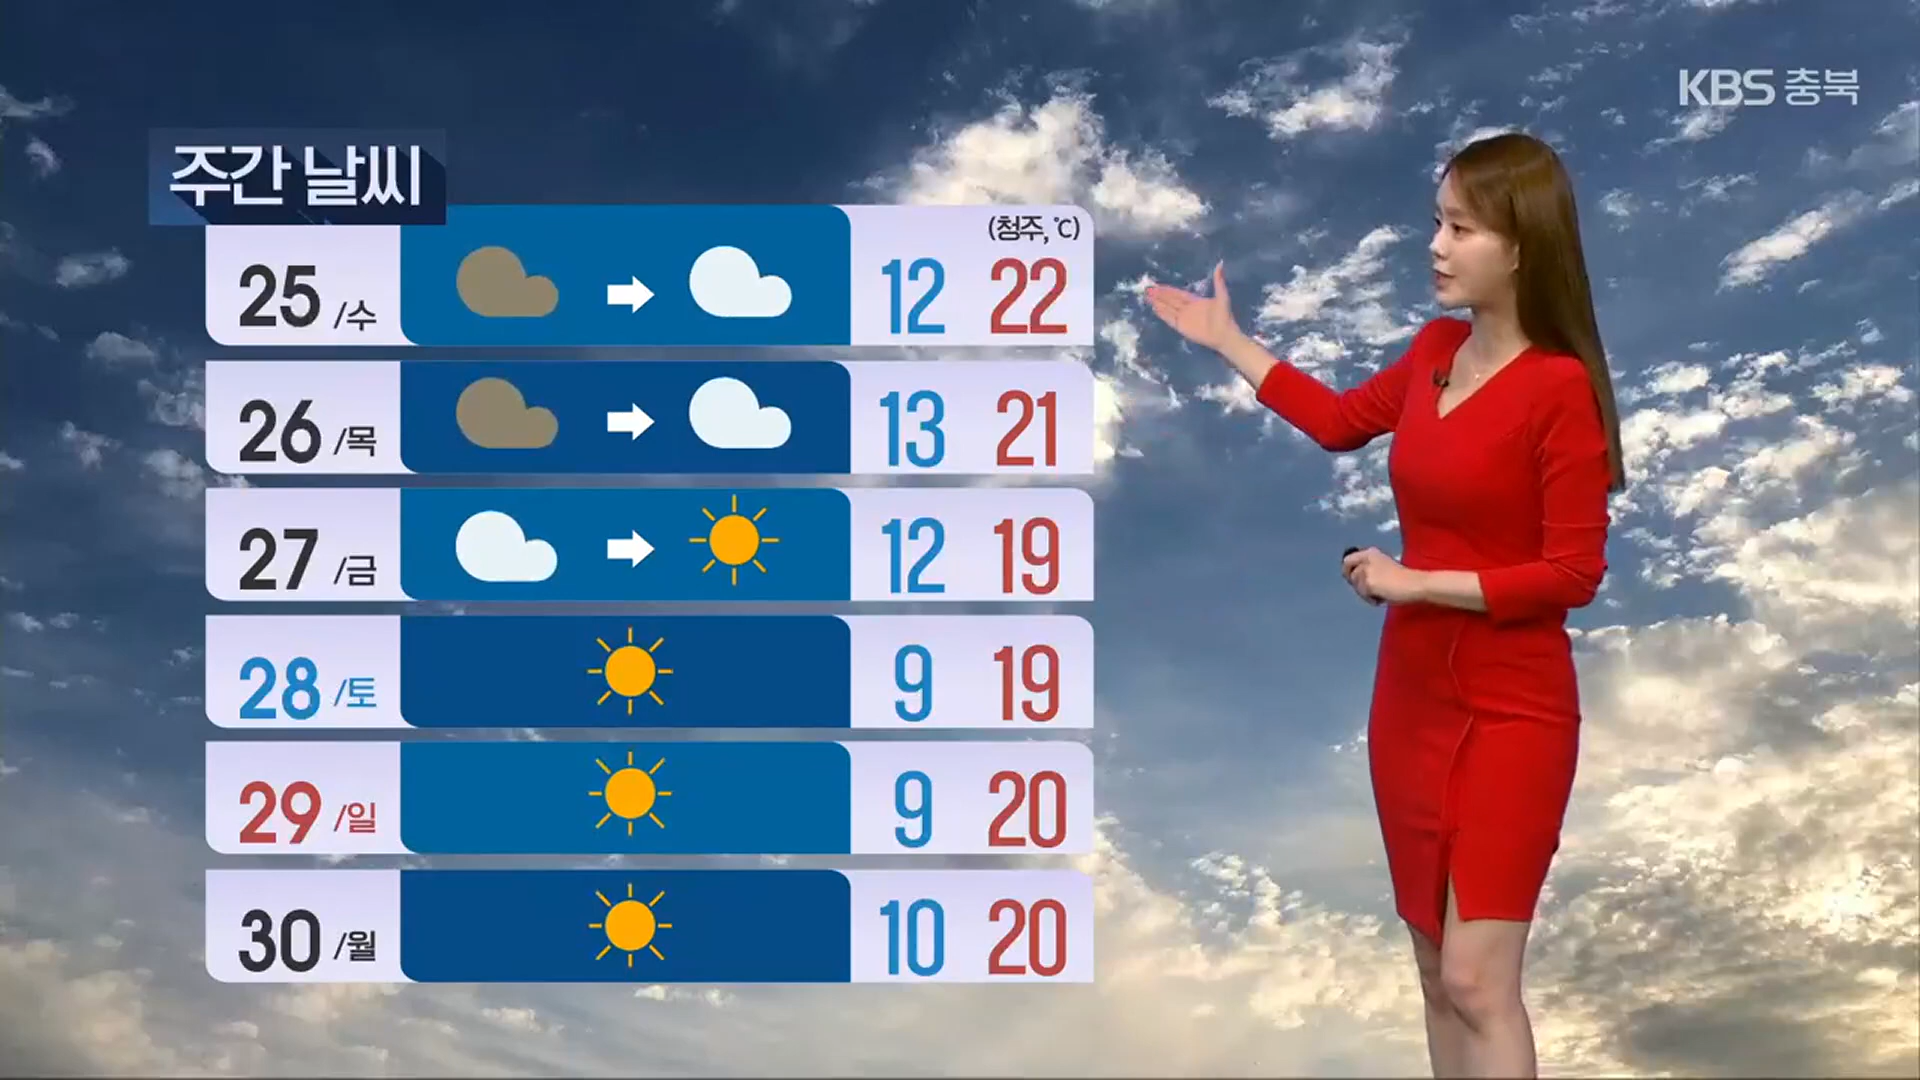 KBS 충북
주간 날씨
(청주, ℃)
25 /수 12 22
26 /목 13 21
27 /금 12 19
28 /토 9 19
29 /일 9 20
30 /월 10 20